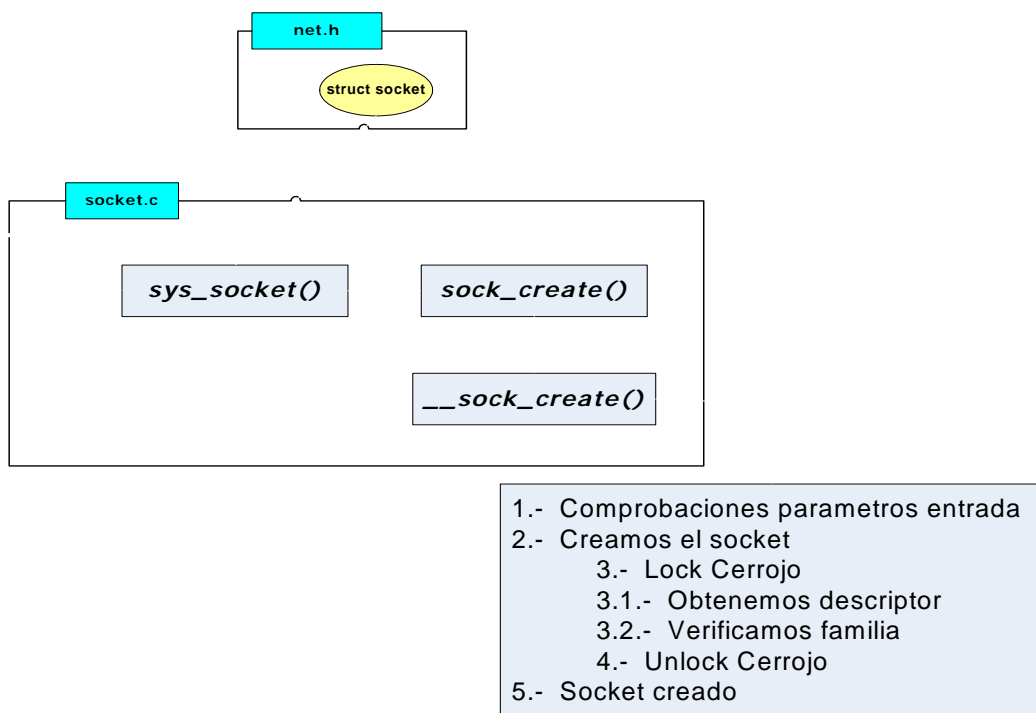 net.h
struct socket
socket.c
sys_socket()
sock_create()
__sock_create()
1.- Comprobaciones parametros entrada
2.- Creamos el socket
3.- Lock Cerrojo
3.1.- Obtenemos descriptor
3.2.- Verificamos familia
4.- Unlock Cerrojo
5.- Socket creado